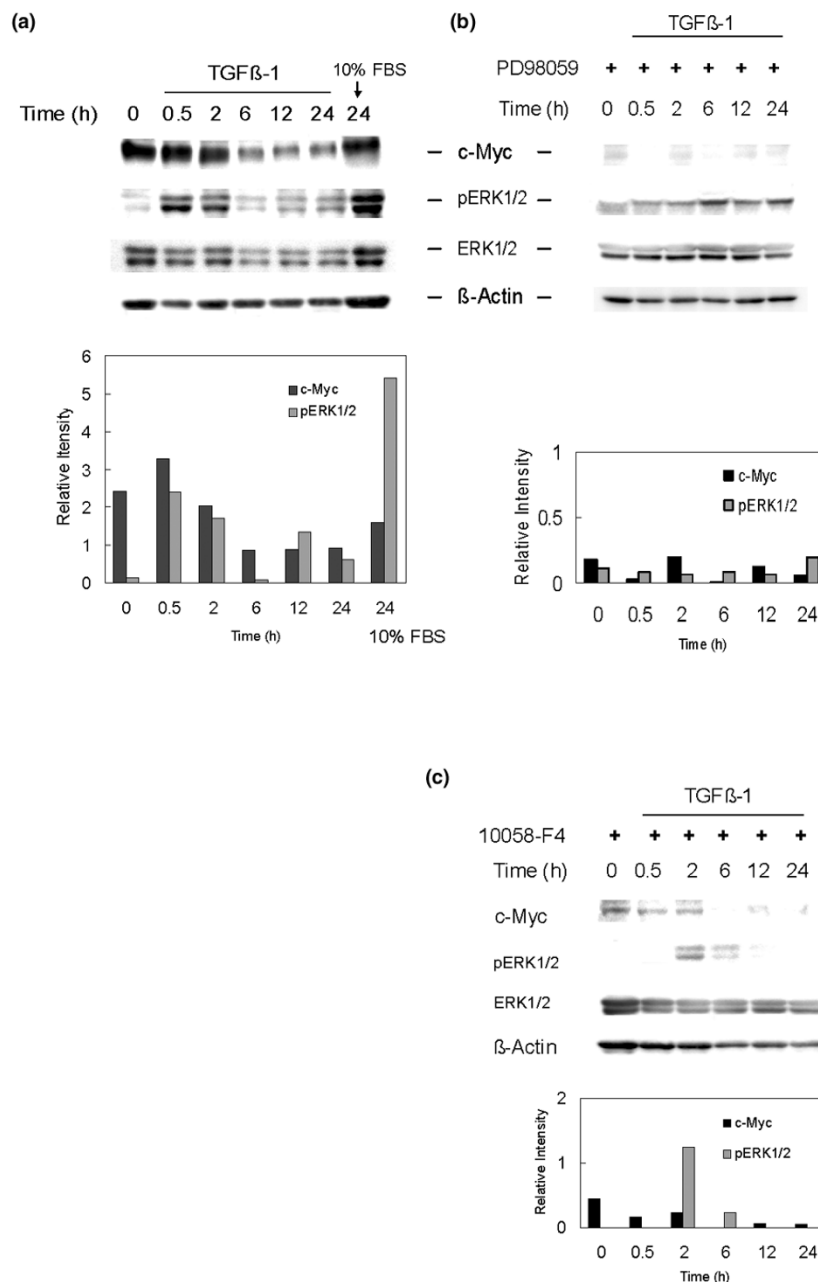 (a)
TGFß-1
10% FBS
Time (h) 0 0.5 2 6 12 24 24
– c-Myc –
pERK1/2
ERK1/2
– ß-Actin –
6
5
4
3
2
1
0
Relative Itensity
c-Myc
pERK1/2
0 0.5 2 6 12 24 24
Time (h) 10% FBS
(b)
TGFß-1
PD98059 + + + + + +
Time (h) 0 0.5 2 6 12 24
1
0.5
0
Relative Intensity
c-Myc
pERK1/2
0 0.5 2 6 12 24
Time (h)
(c)
TGFß-1
10058-F4 + + + + + +
Time (h) 0 0.5 2 6 12 24
c-Myc
pERK1/2
ERK1/2
ß-Actin
2
1
0
Relative Intensity
c-Myc
pERK1/2
0 0.5 2 6 12 24
Time (h)